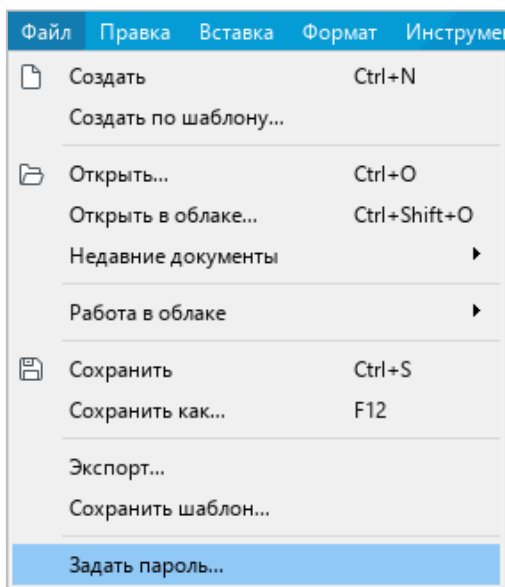 Файл Правка Вставка Формат
Создать Ctrl+N
Создать по шаблону...
Открыть... Ctrl+O
Открыть в облаке... Ctrl+Shift+O
Недавние документы
Работа в облаке
Сохранить Ctrl+S
Сохранить как... F12
Экспорт...
Сохранить шаблон...
Задать пароль...